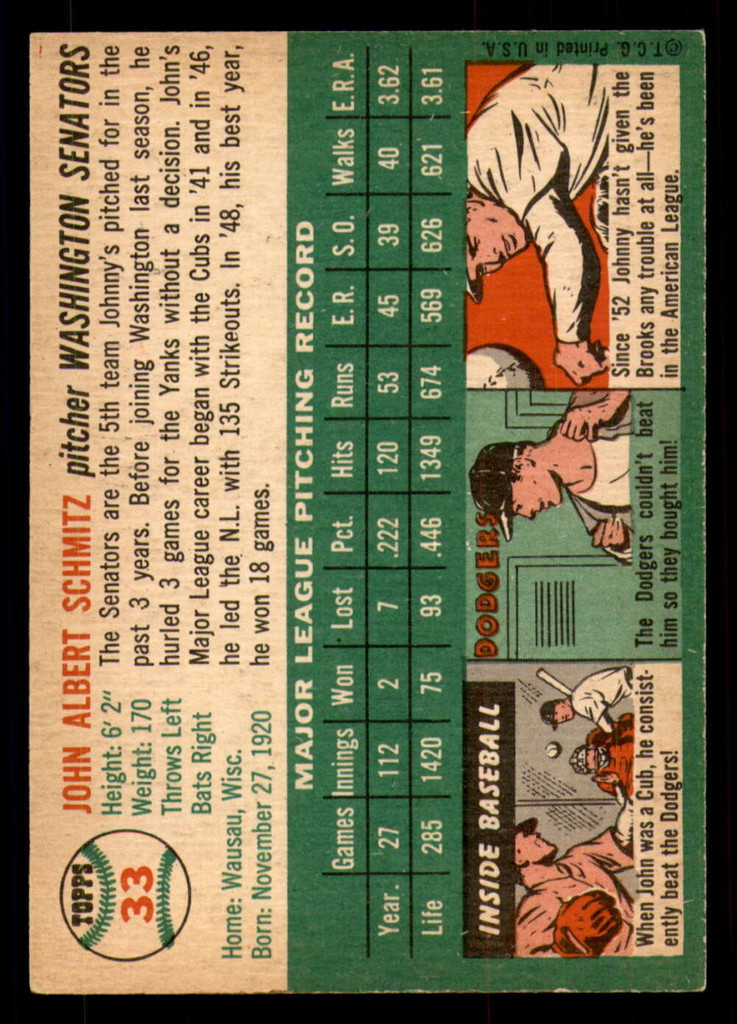 TOPPS
33
JOHN ALBERT SCHMITZ pitcher WASHINGTON SENATORS
Height: 6' 2"
Weight: 170
Throws Left
Bats Right
Home: Wausau, Wisc.
Born: November 27, 1920
The Senators are the 5th team Johnny's pitched for in the
past 3 years. Before joining Washington last season, he
hurled 3 games for the Yanks without a decision. John's
Major League career began with the Cubs in '41 and in '46,
he led the N.L. with 135 Strikeouts. In '48, his best year,
he won 18 games.
MAJOR LEAGUE PITCHING RECORD
Games Innings Won Lost Pct. Hits Runs E.R. S.O. Walks E.R.A.
Year. 27 112 2 7 .222 120 53 45 39 40 3.62
Life 285 1420 75 93 .446 1349 674 569 626 621 3.61
INSIDE BASEBALL
When John was a Cub, he consist-
ently beat the Dodgers!
DODGERS
The Dodgers couldn't beat
him so they bought him!
Since '52 Johnny hasn't given the
Brooks any trouble at all—he's been
in the American League.
© T.C.G. Printed in U.S.A.